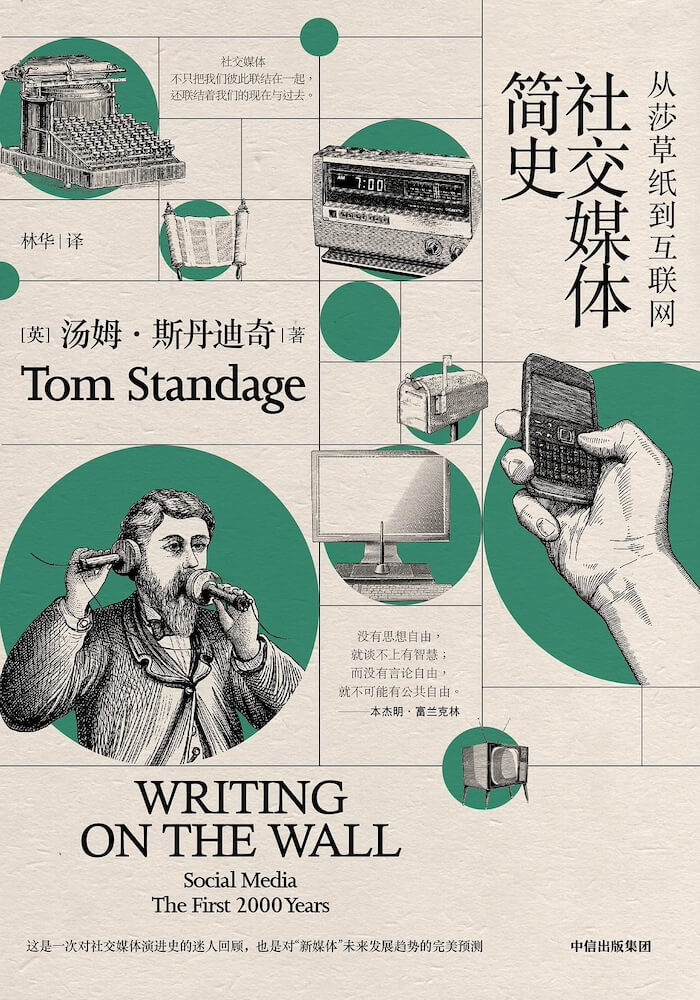 社交媒体
不只把我们彼此联结在一起，
还联结着我们的现在与过去。
从莎草纸到互联网
社交媒体
简史
7:00
林华|译
[英] 汤姆·斯丹迪奇|著
Tom Standage
没有思想自由，
就谈不上有智慧；
而没有言论自由，
就不可能有公共自由。
——本杰明·富兰克林
WRITING
ON THE WALL
Social Media
The First 2000 Years
这是一次对社交媒体演进史的迷人回顾，也是对“新媒体”未来发展趋势的完美预测
中信出版集团